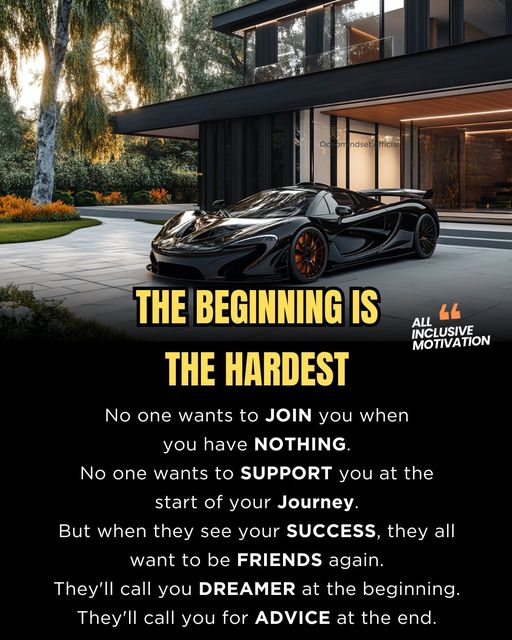 THE BEGINNING IS
THE HARDEST
ALL
INCLUSIVE
MOTIVATION
No one wants to JOIN you when
you have NOTHING.
No one wants to SUPPORT you at the
start of your Journey.
But when they see your SUCCESS, they all
want to be FRIENDS again.
They'll call you DREAMER at the beginning.
They'll call you for ADVICE at the end.